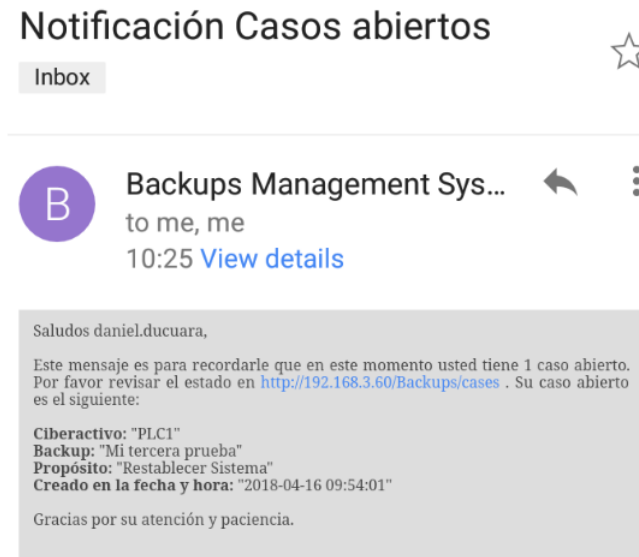 Notificación Casos abiertos
Inbox
B
Backups Management Sys...
to me, me
10:25 View details
Saludos daniel.ducuara,
Este mensaje es para recordarle que en este momento usted tiene 1 caso abierto.
Por favor revisar el estado en http://192.168.3.60/Backups/cases . Su caso abierto
es el siguiente:
Ciberactivo: "PLC1"
Backup: "Mi tercera prueba"
Propósito: "Restablecer Sistema"
Creado en la fecha y hora: "2018-04-16 09:54:01"
Gracias por su atención y paciencia.